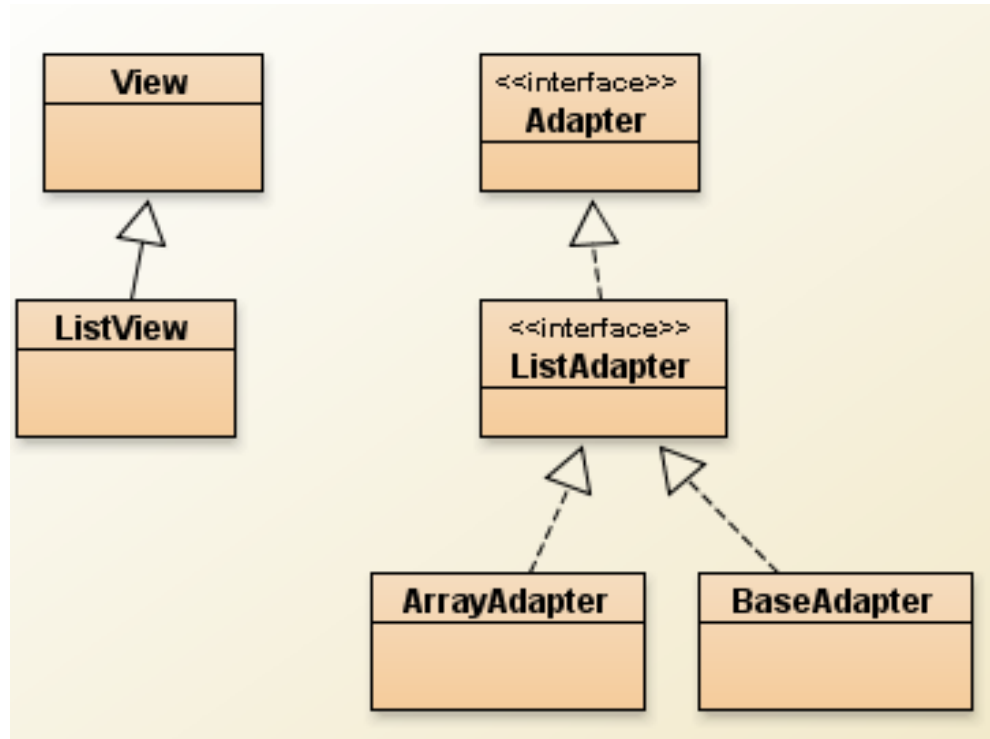 View
<<interface>>
Adapter
ListView
<<interface>>
ListAdapter
ArrayAdapter
BaseAdapter